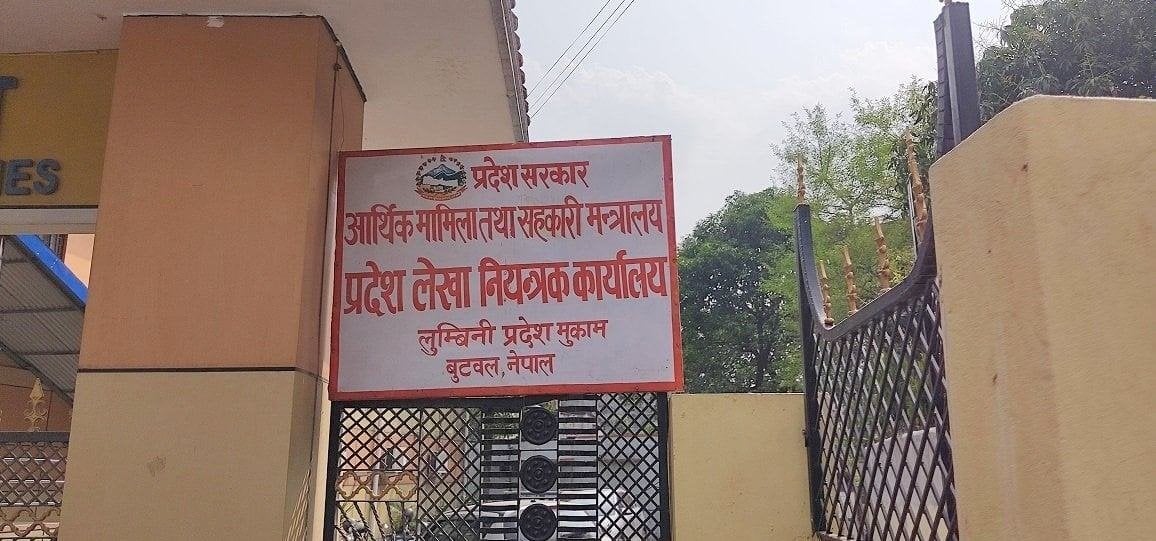 प्रदेश सरकार
आर्थिक मामिला तथा सहकारी मन्त्रालय
प्रदेश लेखा नियन्त्रक कार्यालय
लुम्बिनी प्रदेश मुकाम
बुटवल, नेपाल